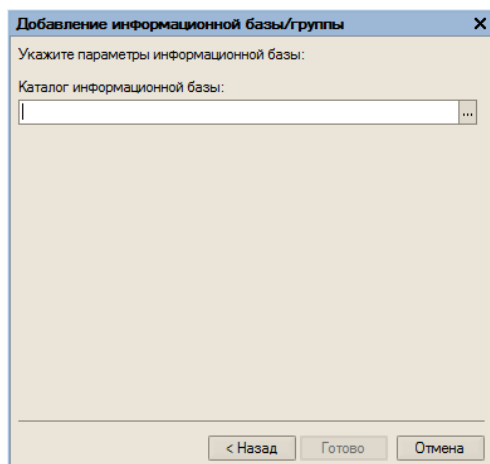 Добавление информационной базы/группы
Укажите параметры информационной базы:
Каталог информационной базы:
...
< Назад Готово Отмена